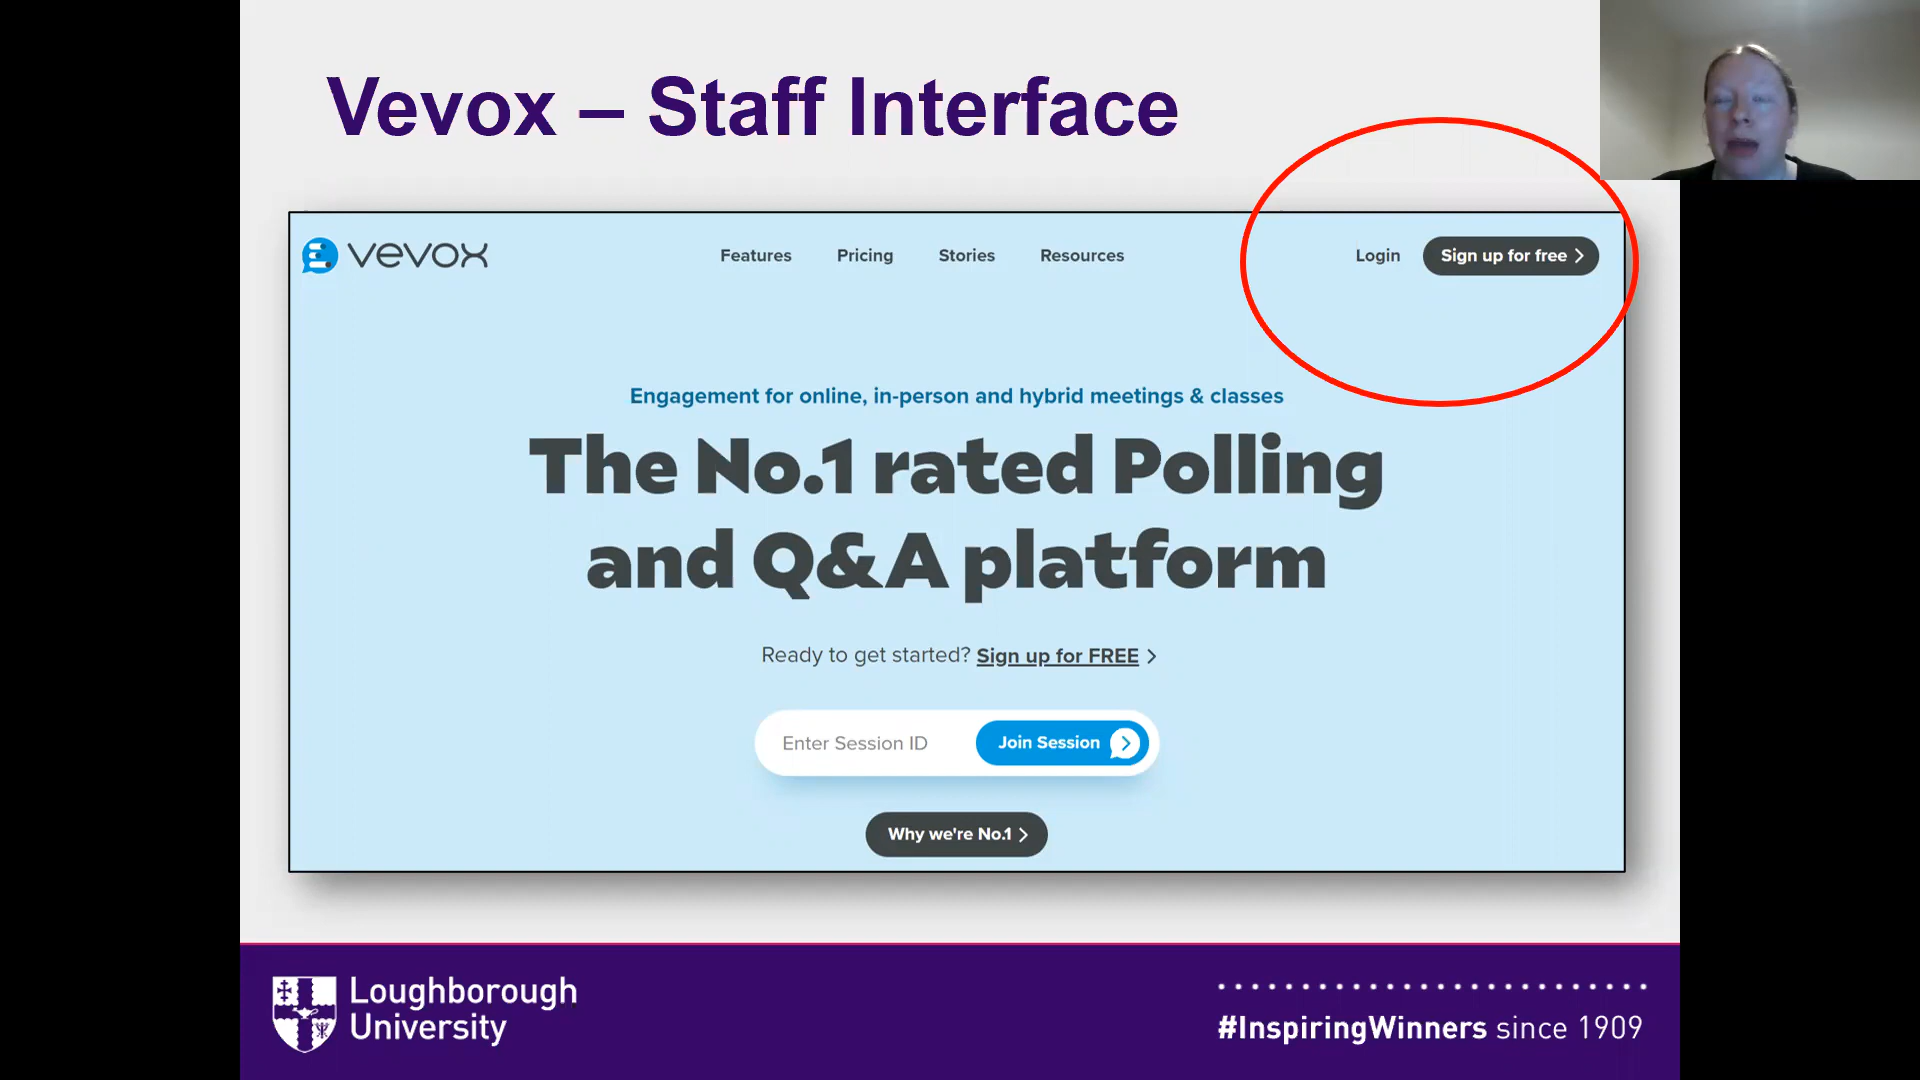 Vevox – Staff Interface
vevox
Features Pricing Stories Resources Login Sign up for free
Engagement for online, in-person and hybrid meetings & classes
The No.1 rated Polling
and Q&A platform
Ready to get started? Sign up for FREE
Enter Session ID Join Session
Why we're No.1
Loughborough
University
#InspiringWinners since 1909